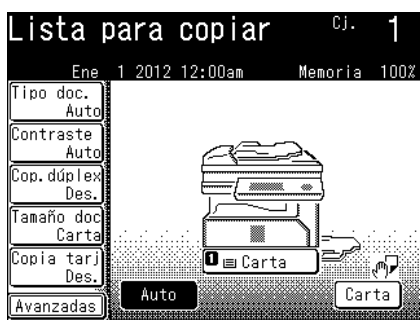 Lista para copiar Cj. 1
Ene 1 2012 12:00am Memoria 100%
Tipo doc.
Auto
Contraste
Auto
Cop.dúplex
Des.
Tamaño doc
Carta
Copia tarj
Des.
Avanzadas
1 Carta
Auto
Carta